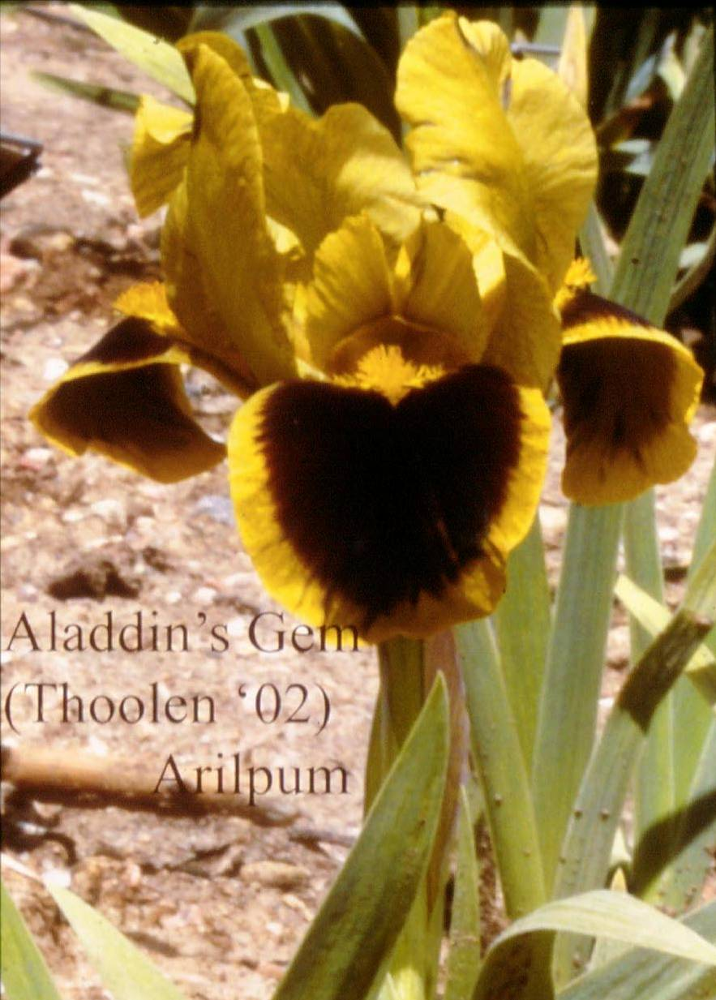 Aladdin’s Gem
(Thoolen ‘02)
Arilpum